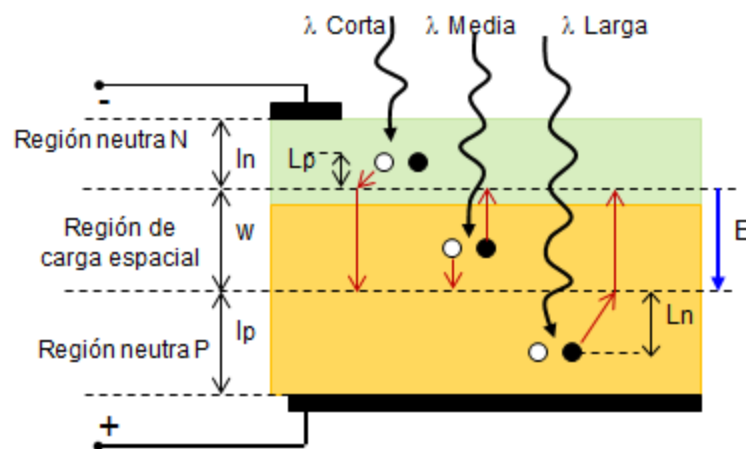 λ Corta λ Media λ Larga
-
Región neutra N
ln
Lp
Región de
carga espacial
w
E
Región neutra P
lp
Ln
+